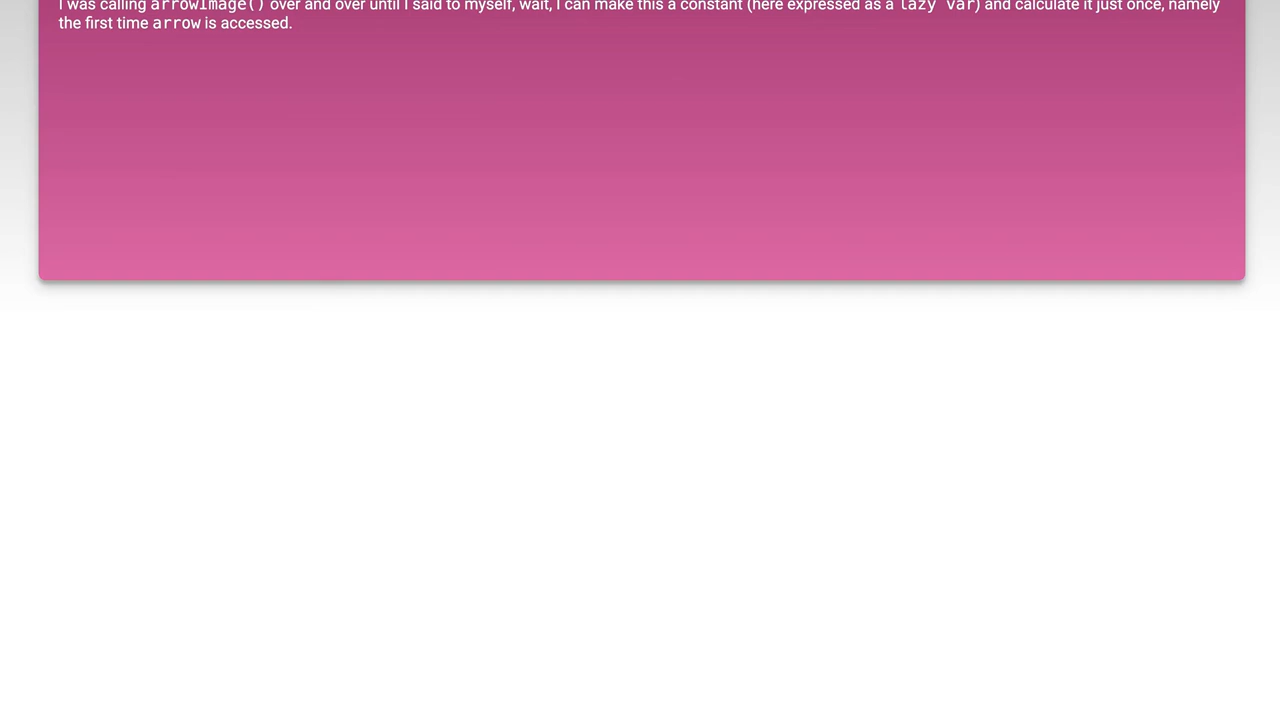 I was calling arrowImage() over and over until I said to myself, wait, I can make this a constant (here expressed as a lazy var) and calculate it just once, namely
the first time arrow is accessed.